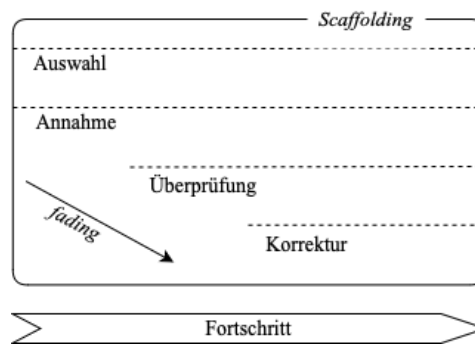 Scaffolding
Auswahl
Annahme
Überprüfung
fading
Korrektur
Fortschritt